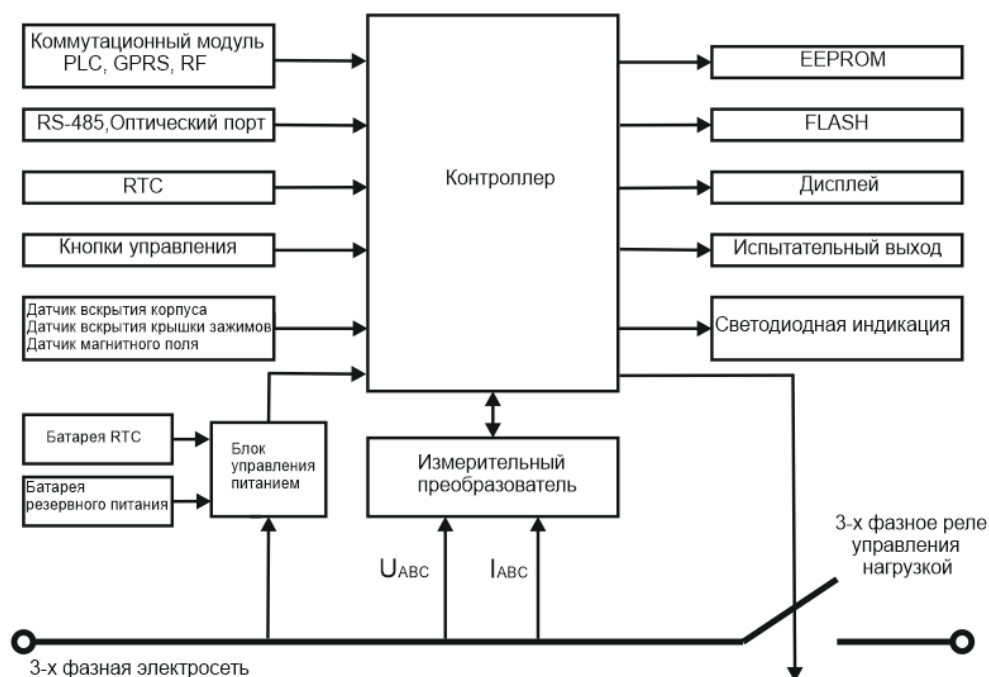 Коммутационный модуль
PLC, GPRS, RF
RS-485,Оптический порт
RTC
Кнопки управления
Датчик вскрытия корпуса
Датчик вскрытия крышки зажимов
Датчик магнитного поля
Батарея RTC
Батарея
резервного питания
Блок
управления
питанием
Контроллер
Измерительный
преобразователь
UABC
IABC
EEPROM
FLASH
Дисплей
Испытательный выход
Светодиодная индикация
3-х фазное реле
управления
нагрузкой
3-х фазная электросеть